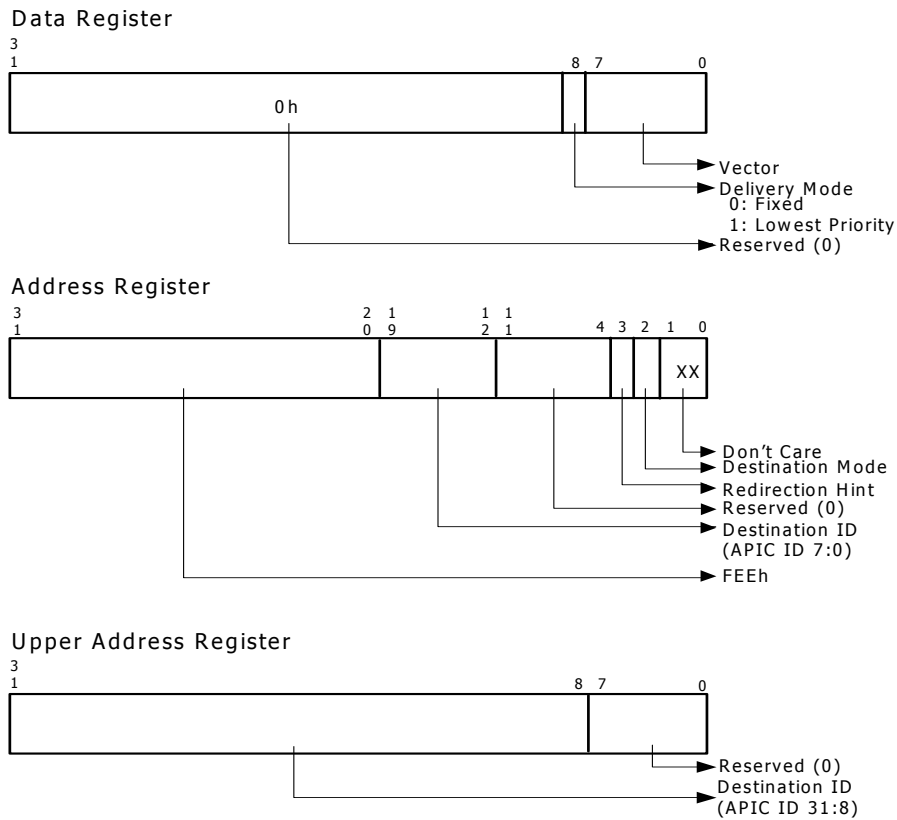 Data Register
3
1 8 7 0
0h
Vector
Delivery Mode
0: Fixed
1: Lowest Priority
Reserved (0)
Address Register
3 2 1 1 1
1 0 9 2 1 4 3 2 1 0
XX
Don't Care
Destination Mode
Redirection Hint
Reserved (0)
Destination ID
(APIC ID 7:0)
FEEh
Upper Address Register
3
1 8 7 0
Reserved (0)
Destination ID
(APIC ID 31:8)